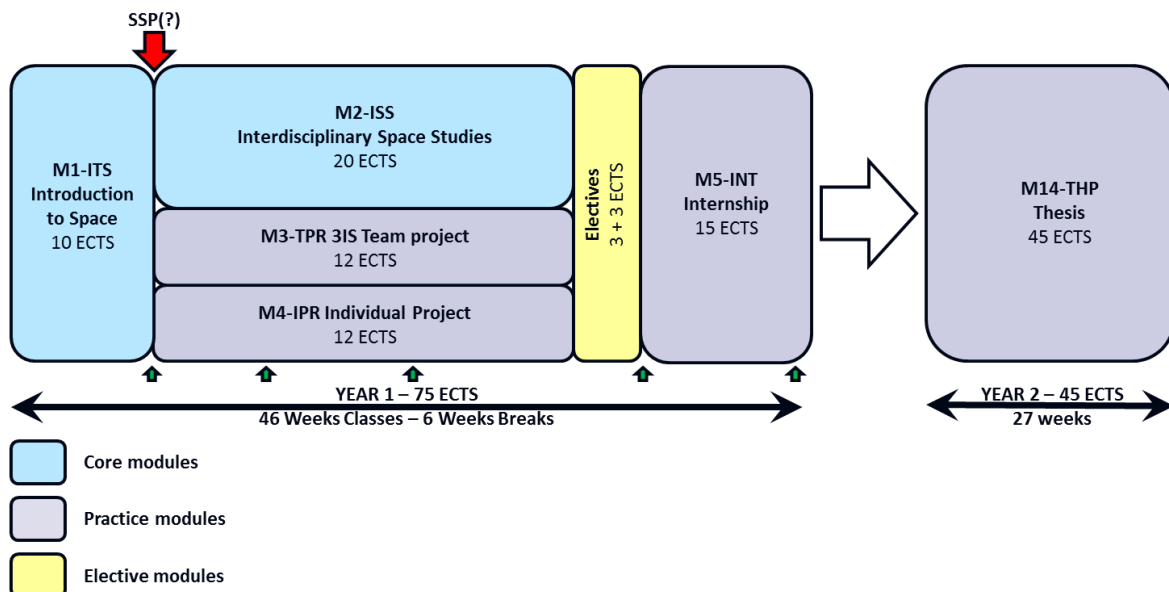 SSP(?)
M1-ITS
Introduction
to Space
10 ECTS
M2-ISS
Interdisciplinary Space Studies
20 ECTS
M3-TPR 3IS Team project
12 ECTS
M4-IPR Individual Project
12 ECTS
Electives
3 + 3 ECTS
M5-INT
Internship
15 ECTS
M14-THP
Thesis
45 ECTS
YEAR 1 – 75 ECTS
46 Weeks Classes – 6 Weeks Breaks
YEAR 2 – 45 ECTS
27 weeks
Core modules
Practice modules
Elective modules